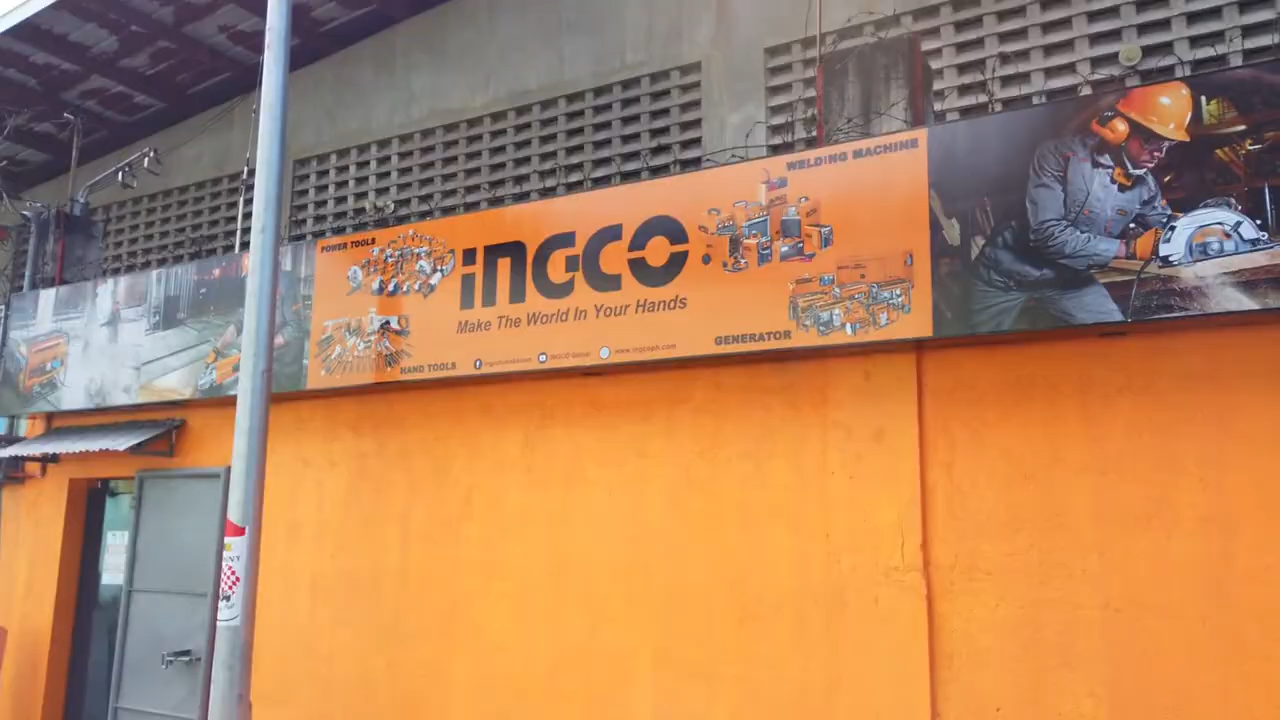 WELDING MACHINE
POWER TOOLS
INGCO
Make The World In Your Hands
GENERATOR
HAND TOOLS
INGCO Global
www.ingcoph.com